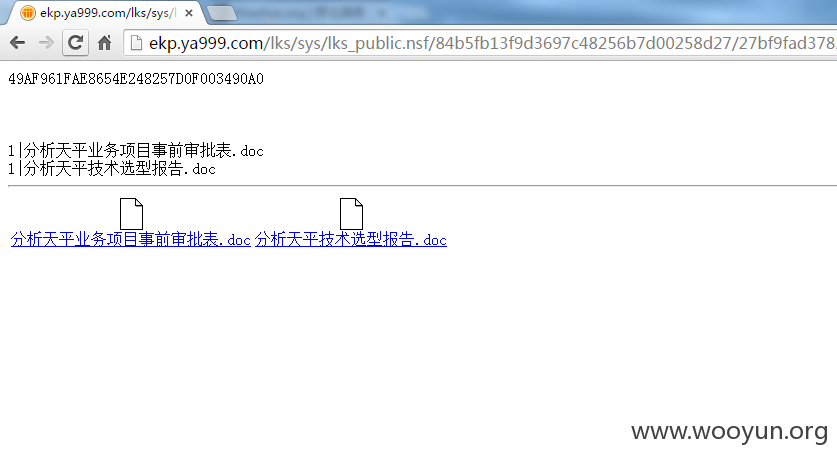 ekp.ya999.com/lks/sys/l
ekp.ya999.com/lks/sys/lks_public.nsf/84b5fb13f9d3697c48256b7d00258d27/27bf9fad378
49AF961FAE8654E248257D0F003490A0
1|分析天平业务项目事前审批表.doc
1|分析天平技术选型报告.doc
分析天平业务项目事前审批表.doc 分析天平技术选型报告.doc
www.wooyun.org